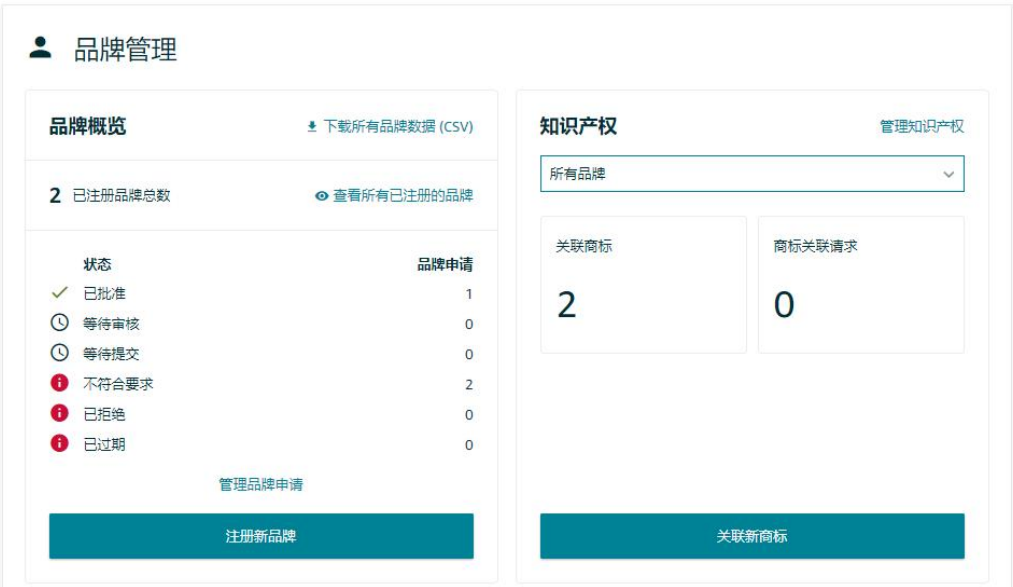 品牌管理
品牌概览
下载所有品牌数据 (CSV)
2 已注册品牌总数
查看所有已注册的品牌
状态 品牌申请
已批准 1
等待审核 0
等待提交 0
不符合要求 2
已拒绝 0
已过期 0
管理品牌申请
注册新品牌
知识产权
管理知识产权
所有品牌
关联商标
2
商标关联请求
0
关联新商标